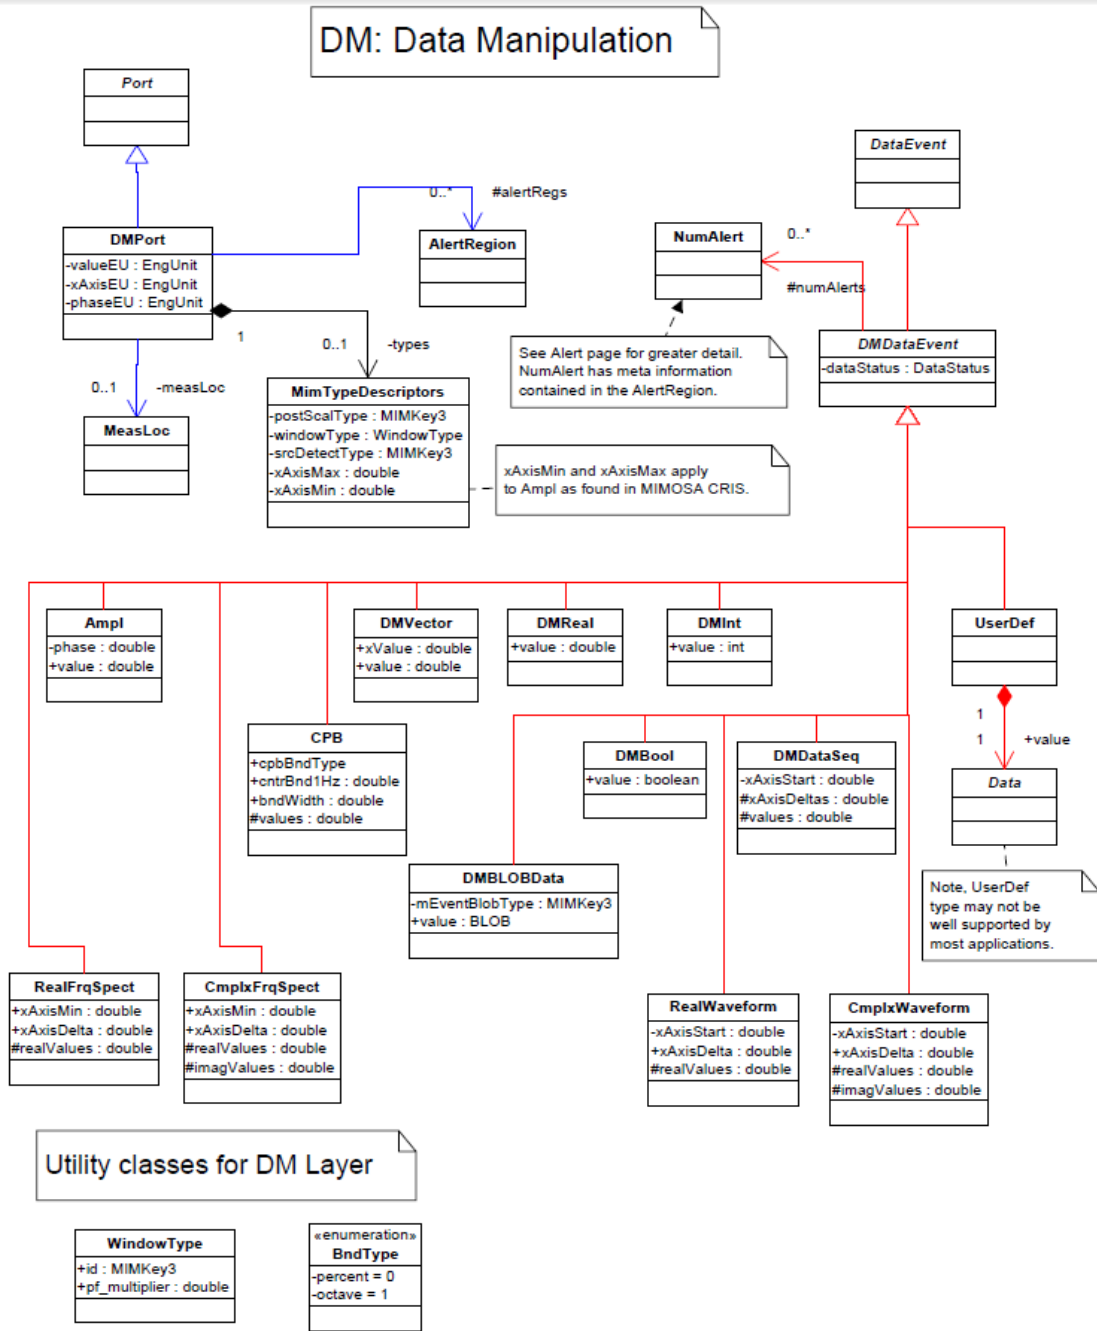 DM: Data Manipulation
Port
DataEvent
0..*
#alertRegs
DMPort
-valueEU : EngUnit
-xAxisEU : EngUnit
-phaseEU : EngUnit
AlertRegion
NumAlert
0..*
#numAlerts
1
0..1
-types
See Alert page for greater detail.
NumAlert has meta information
contained in the AlertRegion.
DMDataEvent
-dataStatus : DataStatus
0..1
-measLoc
MeasLoc
MimTypeDescriptors
-postScalType : MIMKey3
-windowType : WindowType
-srcDetectType : MIMKey3
-xAxisMax : double
-xAxisMin : double
xAxisMin and xAxisMax apply
to Ampl as found in MIMOSA CRIS.
Ampl
-phase : double
+value : double
DMVector
+xValue : double
+value : double
DMReal
+value : double
DMInt
+value : int
UserDef
1
1
+value
CPB
+cpbBndType
+cntrBnd1Hz : double
+bndWidth : double
#values : double
DMBool
+value : boolean
DMDataSeq
-xAxisStart : double
#xAxisDeltas : double
#values : double
Data
DMBLOBData
-mEventBlobType : MIMKey3
+value : BLOB
Note, UserDef
type may not be
well supported by
most applications.
RealFrqSpect
+xAxisMin : double
+xAxisDelta : double
#realValues : double
CmplxFrqSpect
+xAxisMin : double
+xAxisDelta : double
#realValues : double
#imagValues : double
RealWaveform
-xAxisStart : double
+xAxisDelta : double
#realValues : double
CmplxWaveform
-xAxisStart : double
+xAxisDelta : double
#realValues : double
#imagValues : double
Utility classes for DM Layer
WindowType
+id : MIMKey3
+pf_multiplier : double
«enumeration»
BndType
-percent = 0
-octave = 1